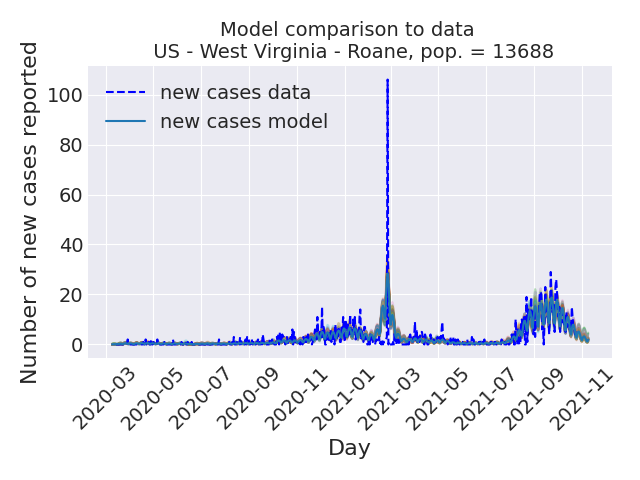 Model comparison to data
US - West Virginia - Roane, pop. = 13688
Number of new cases reported
100
80
60
40
20
0
new cases data
new cases model
2020-03
2020-05
2020-07
2020-09
2020-11
2021-01
2021-03
2021-05
2021-07
2021-09
2021-11
Day